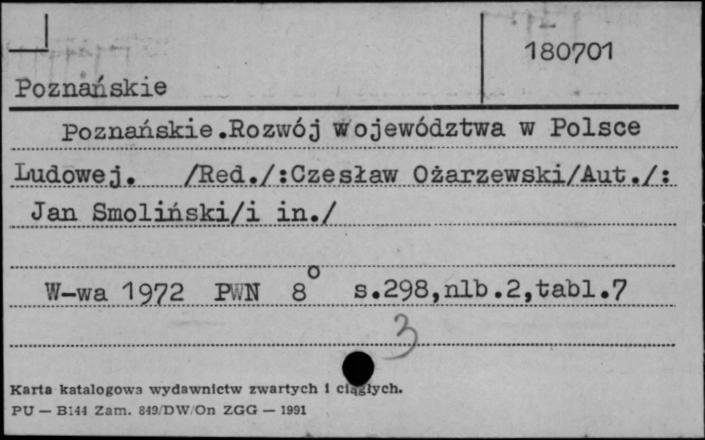 180701
Poznańskie
Poznańskie.Rozwój województwa w Polsce
Ludowej. /Red./:Czesław Ożarzewski/Aut./:
Jan Smoliński/i in./
W-wa 1972 PWN 8° s.298,nlb.2,tabl.7
3
Karta katalogowa wydawnictw zwartych i ciągłych.
PU — B144 Zam. 849/DW/On ZGG — 1991